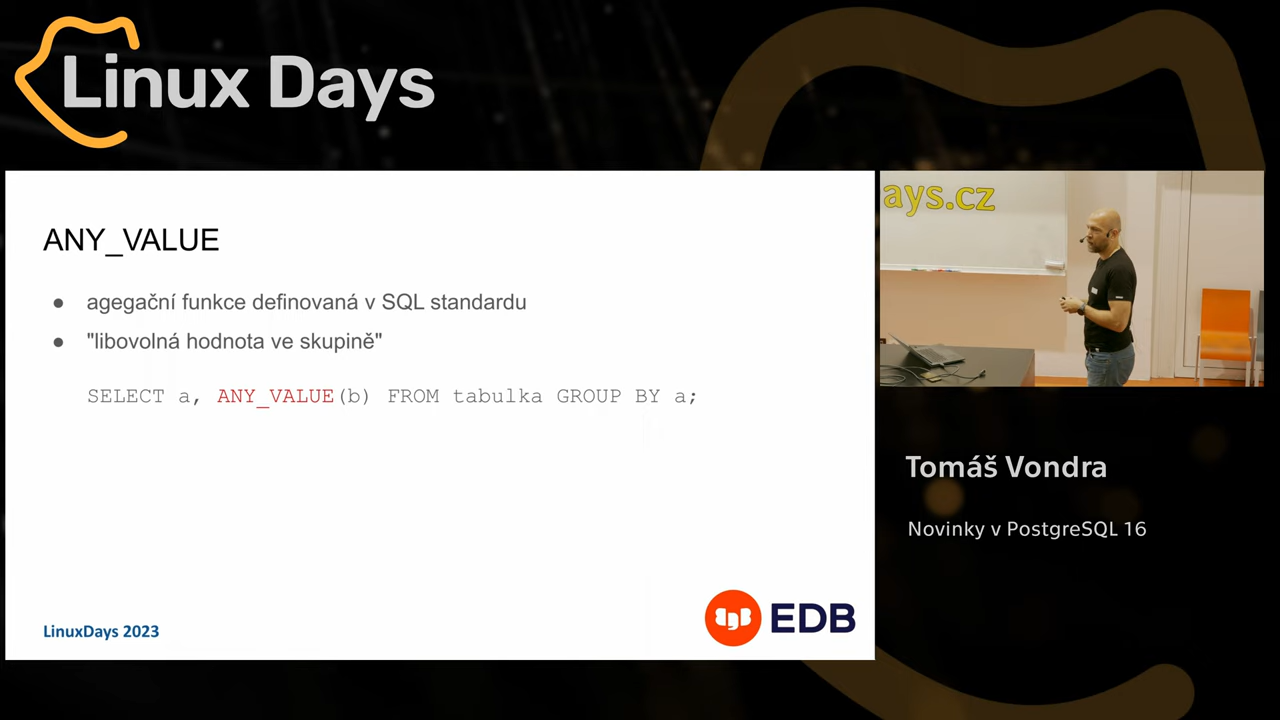 Linux Days
ays.cz
ANY_VALUE
● agegační funkce definovaná v SQL standardu
● "libovolná hodnota ve skupině"
SELECT a, ANY_VALUE(b) FROM tabulka GROUP BY a;
Tomáš Vondra
Novinky v PostgreSQL 16
LinuxDays 2023
EDB